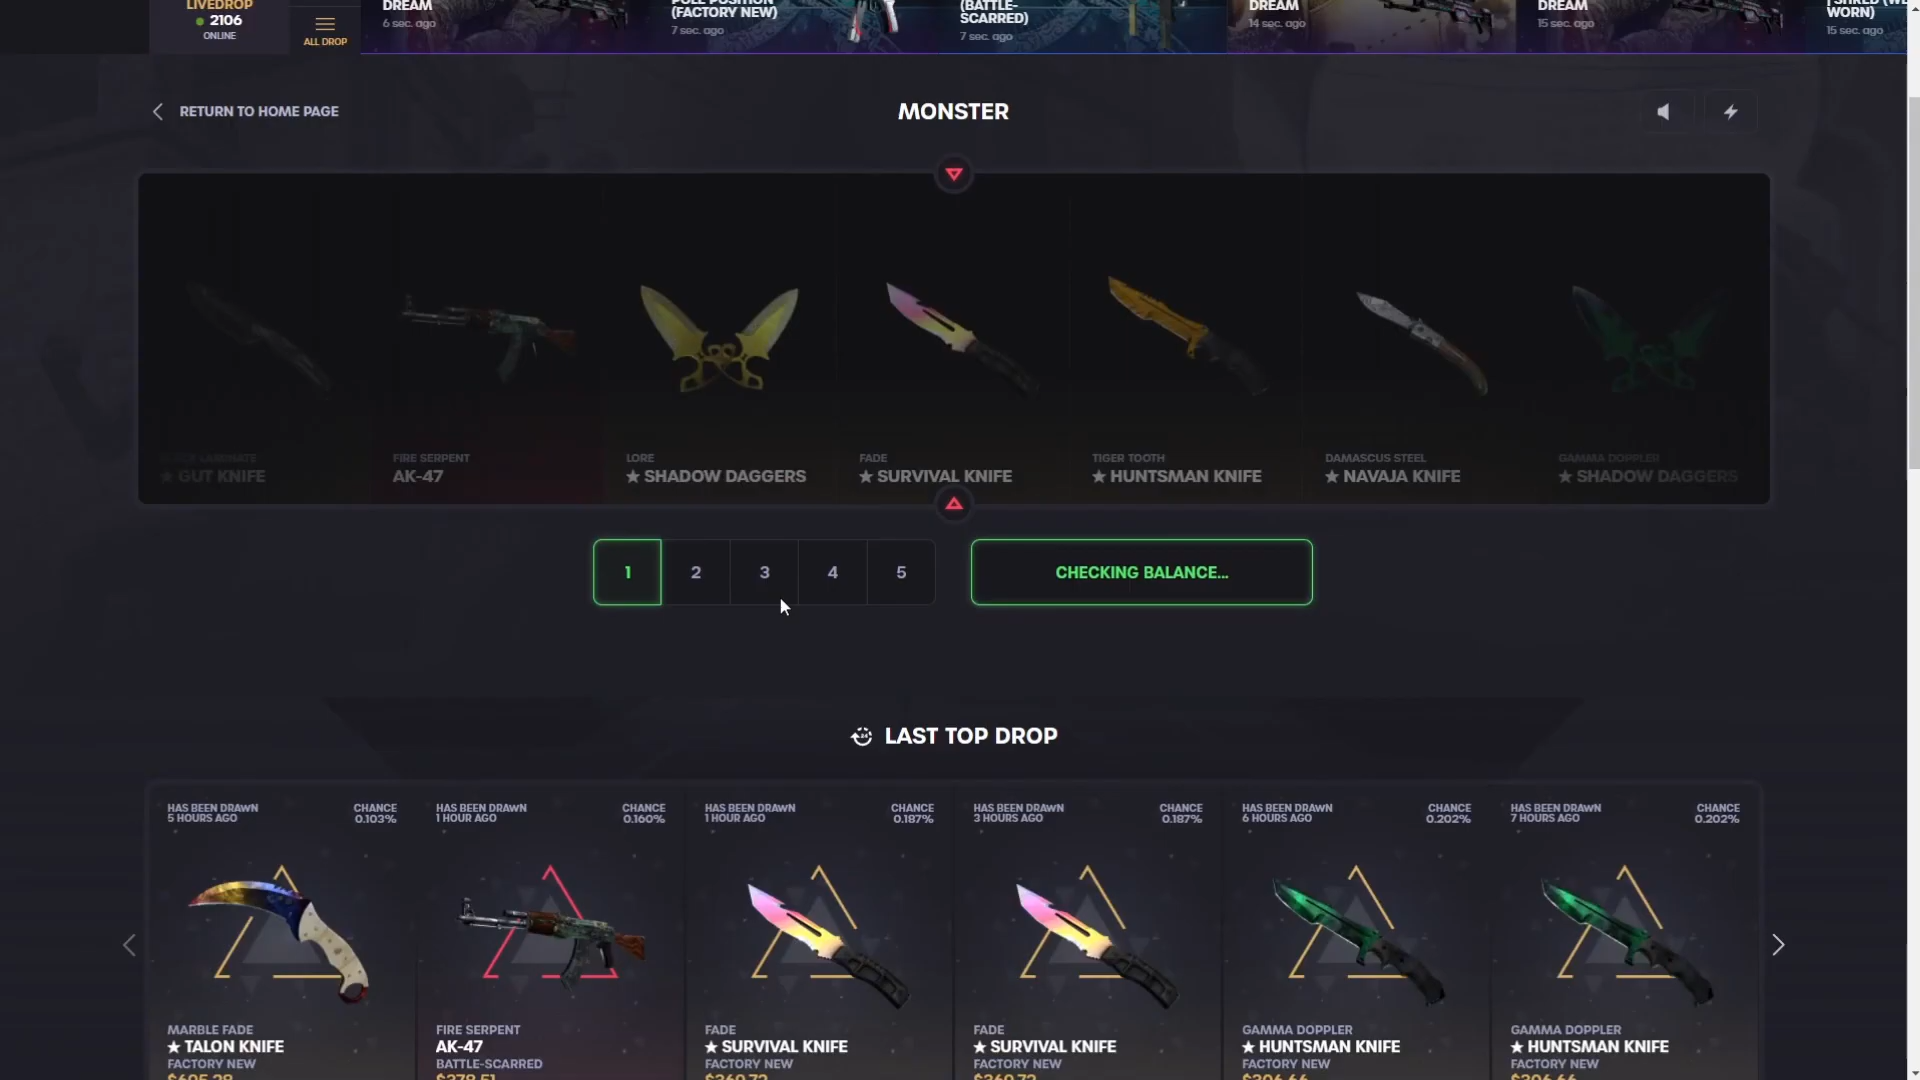 LIVEDROP
2106
ONLINE
ALL DROP
DREAM
6 sec. ago
(FACTORY NEW)
7 sec. ago
(BATTLE-
SCARRED)
7 sec. ago
DREAM
14 sec. ago
DREAM
15 sec. ago
WORN)
15 sec. ago
RETURN TO HOME PAGE
MONSTER
★ GUT KNIFE
FIRE SERPENT
AK-47
LORE
★ SHADOW DAGGERS
FADE
★ SURVIVAL KNIFE
TIGER TOOTH
★ HUNTSMAN KNIFE
DAMASCUS STEEL
★ NAVAJA KNIFE
GAMMA DOPPLER
★ SHADOW DAGGERS
1 2 3 4 5
CHECKING BALANCE...
LAST TOP DROP
HAS BEEN DRAWN
5 HOURS AGO
CHANCE
0.103%
MARBLE FADE
★ TALON KNIFE
FACTORY NEW
HAS BEEN DRAWN
1 HOUR AGO
CHANCE
0.160%
FIRE SERPENT
AK-47
BATTLE-SCARRED
HAS BEEN DRAWN
1 HOUR AGO
CHANCE
0.187%
FADE
★ SURVIVAL KNIFE
FACTORY NEW
HAS BEEN DRAWN
3 HOURS AGO
CHANCE
0.187%
FADE
★ SURVIVAL KNIFE
FACTORY NEW
HAS BEEN DRAWN
6 HOURS AGO
CHANCE
0.202%
GAMMA DOPPLER
★ HUNTSMAN KNIFE
FACTORY NEW
HAS BEEN DRAWN
7 HOURS AGO
CHANCE
0.202%
GAMMA DOPPLER
★ HUNTSMAN KNIFE
FACTORY NEW